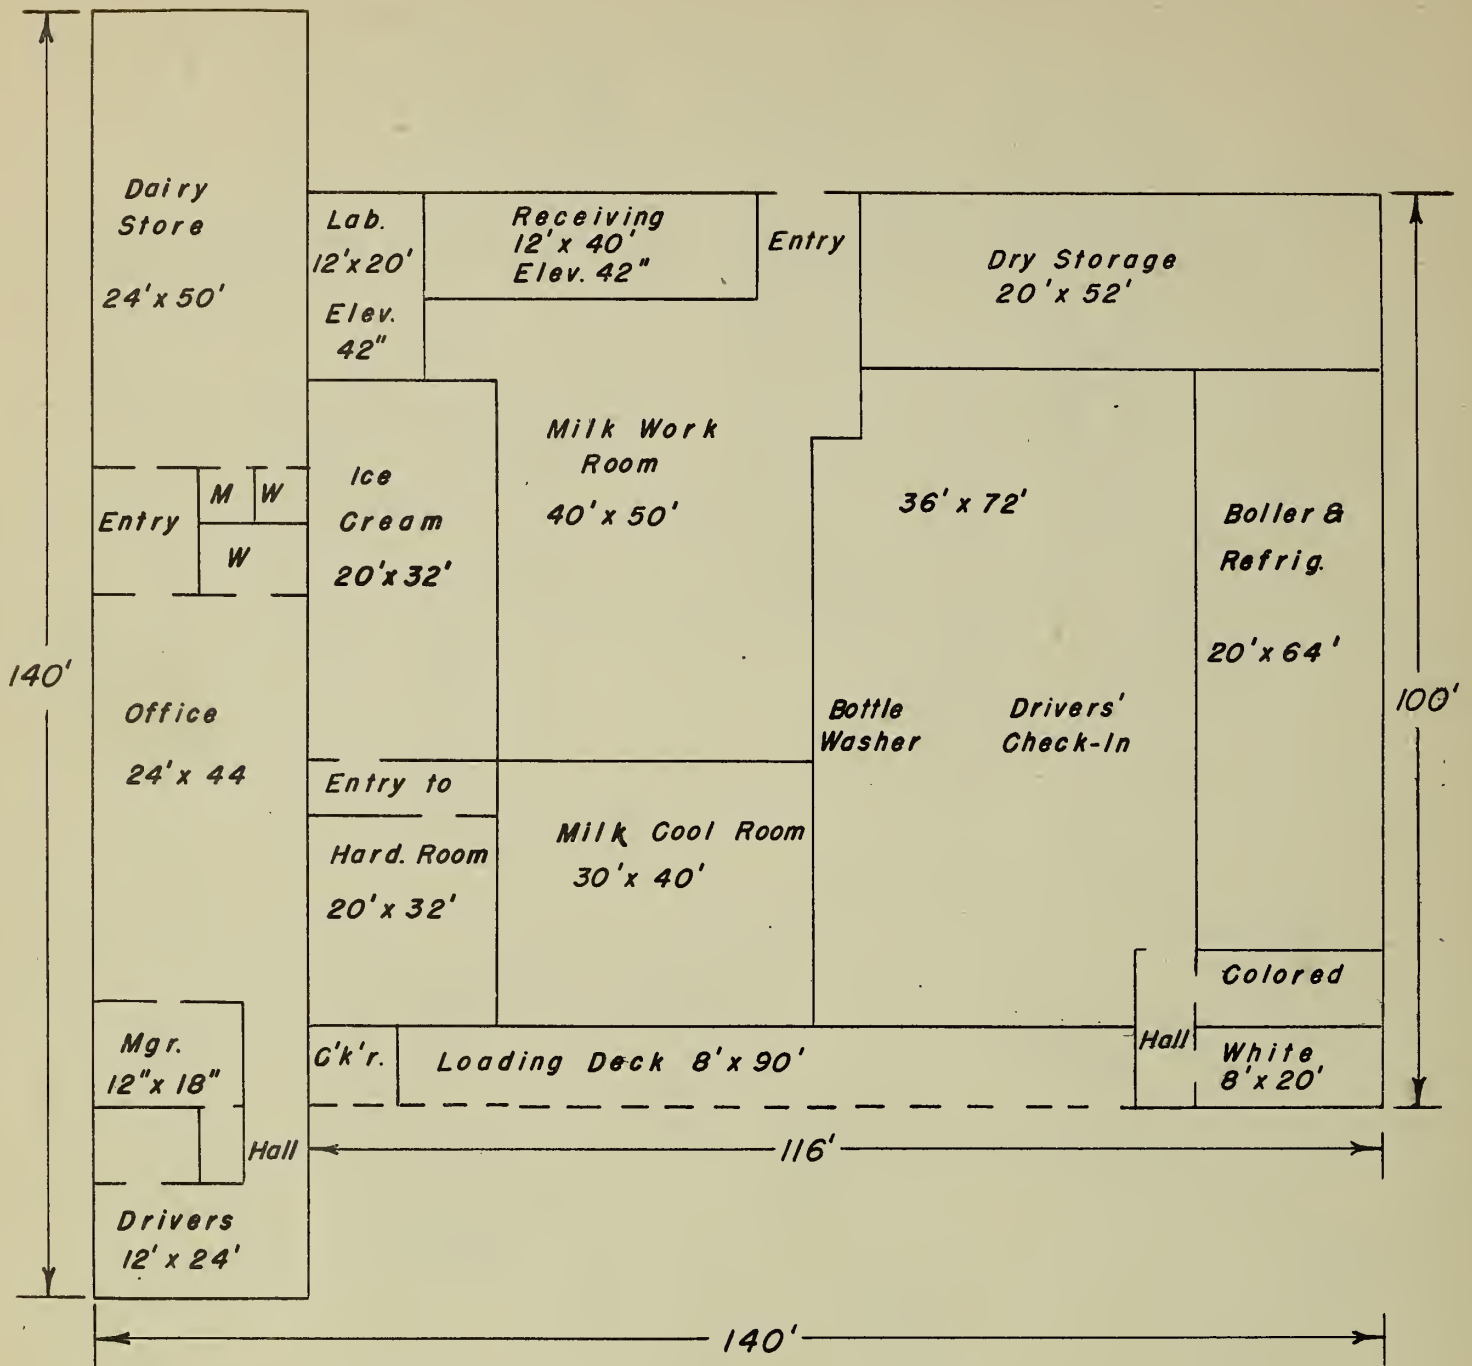 Dairy
Store
24'x 50'
Lab.
12'x20'
Elev.
42"
Receiving
12'x 40'
Elev. 42"
Entry
Dry Storage
20'x 52'
Milk Work
Room
40'x 50'
Ice
Cream
20'x 32'
M
W
Entry
W
36'x 72'
Boller &
Refrig.
20'x 64'
140'
100'
Office
24'x 44
Bottle
Washer
Drivers'
Check-In
Entry to
Hard. Room
20'x 32'
Milk Cool Room
30'x 40'
Colored
Mgr.
12"x 18"
C'k'r.
Loading Deck 8'x 90'
Hall
White
8'x 20'
Hall
116'
Drivers
12'x 24'
140'